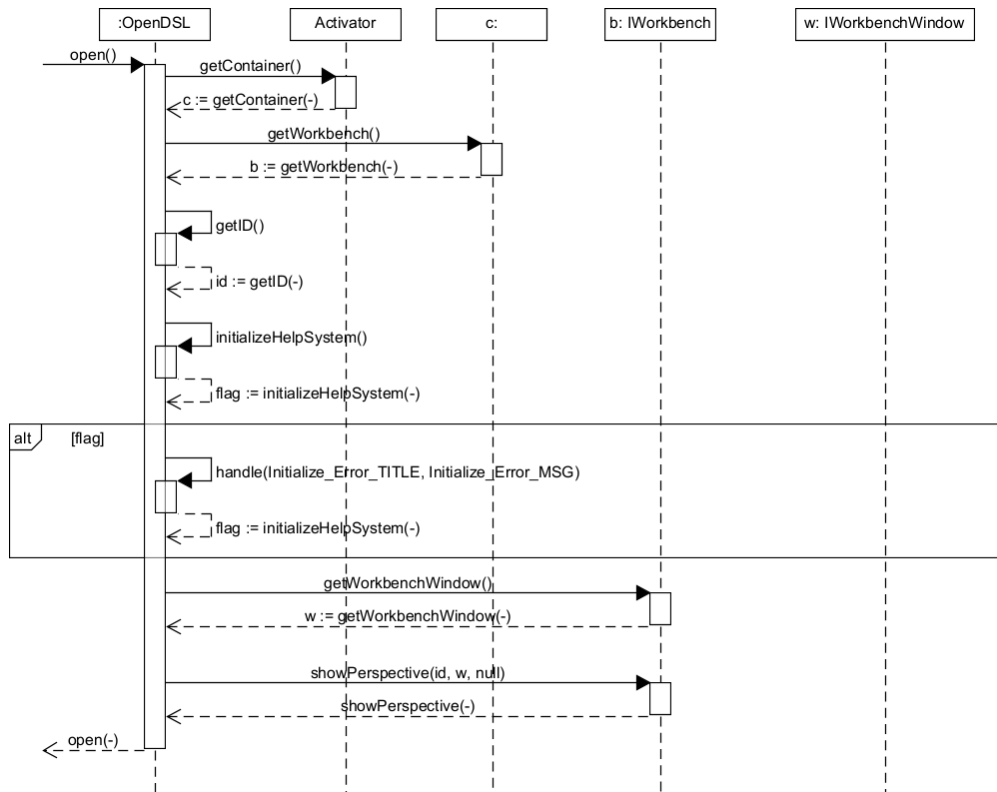 :OpenDSL
Activator
c:
b: IWorkbench
w: IWorkbenchWindow
open()
getContainer()
c := getContainer(-)
getWorkbench()
b := getWorkbench(-)
getID()
id := getID(-)
initializeHelpSystem()
flag := initializeHelpSystem(-)
alt
[flag]
handle(Initialize_Error_TITLE, Initialize_Error_MSG)
flag := initializeHelpSystem(-)
getWorkbenchWindow()
w := getWorkbenchWindow(-)
showPerspective(id, w, null)
showPerspective(-)
open(-)